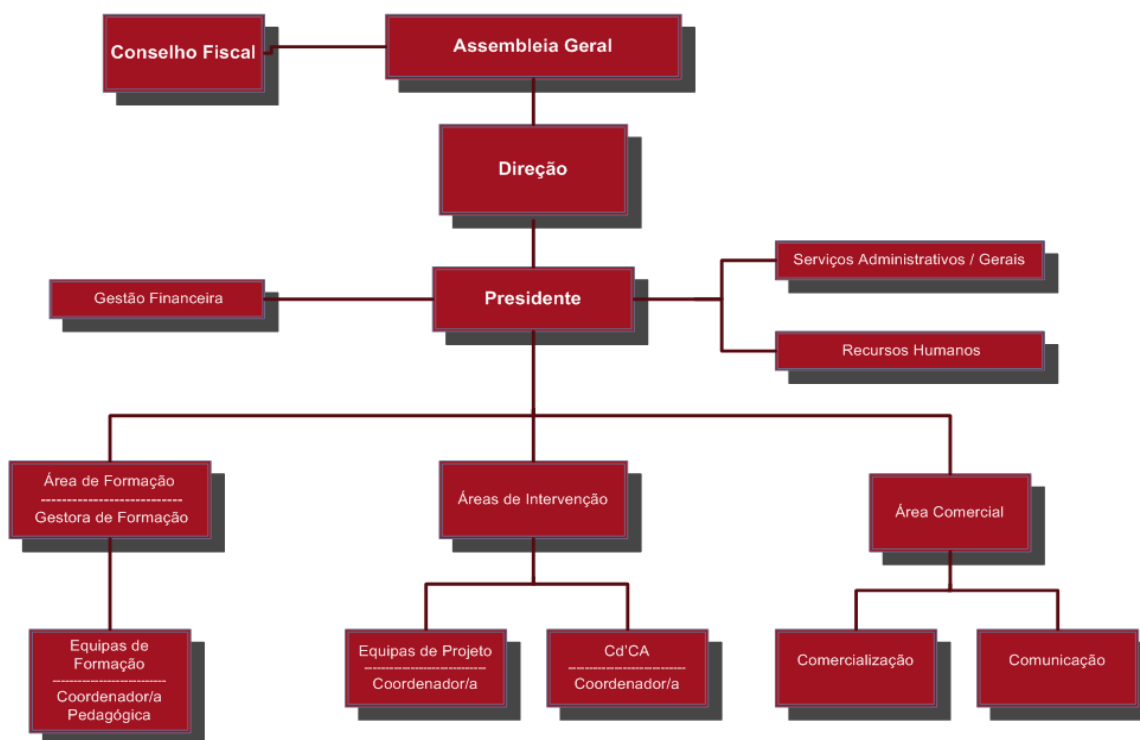 Conselho Fiscal
Assembleia Geral
Direção
Gestão Financeira
Presidente
Serviços Administrativos / Gerais
Recursos Humanos
Área de Formação
----------------------------
Gestora de Formação
Áreas de Intervenção
Área Comercial
Equipas de
Formação
----------------------------
Coordenador/a
Pedagógica
Equipas de Projeto
------------------------------
Coordenador/a
Cd'CA
-----------------------------
Coordenador/a
Comercialização
Comunicação